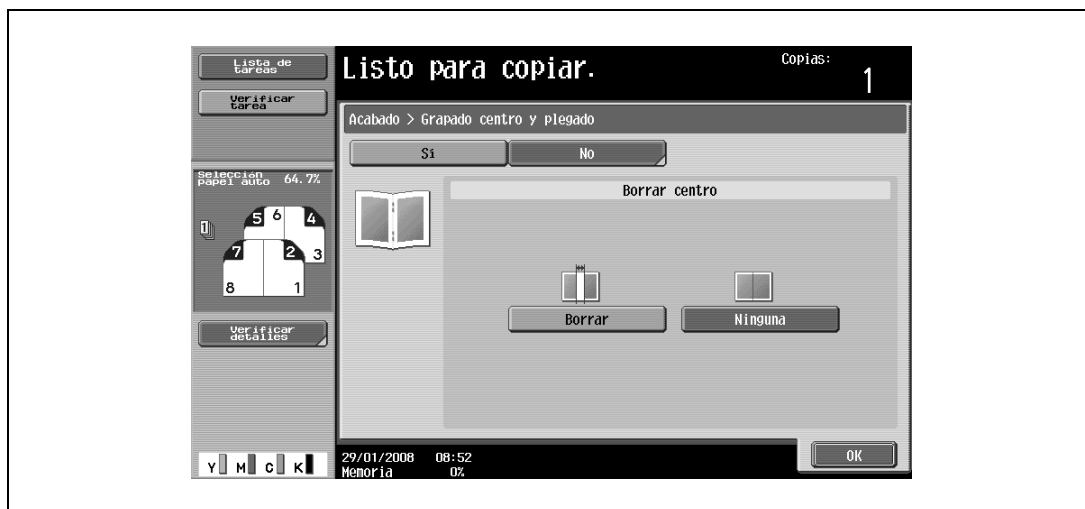 Lista de
tareas
Verificar
tarea
Listo para copiar.
Copias:
1
Acabado > Grapado centro y plegado
Sí
No
Selección
papel auto 64.7%
1
5 6 4
7 2 3
8 1
Borrar centro
Borrar
Ninguna
Verificar
detalles
Y M C K
29/01/2008 08:52
Memoria 0%
OK